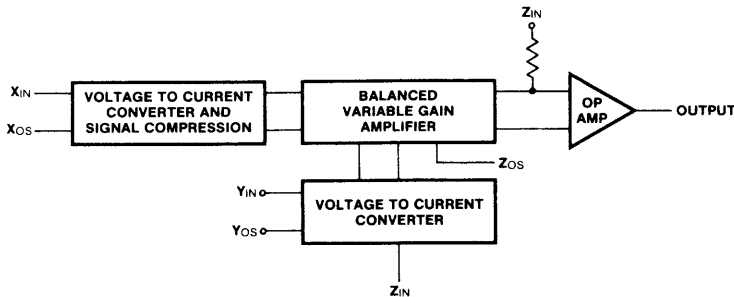 ZIN
XIN
XOS
VOLTAGE TO CURRENT
CONVERTER AND
SIGNAL COMPRESSION
BALANCED
VARIABLE GAIN
AMPLIFIER
OP
AMP
OUTPUT
ZOS
YIN
YOS
VOLTAGE TO CURRENT
CONVERTER
ZIN